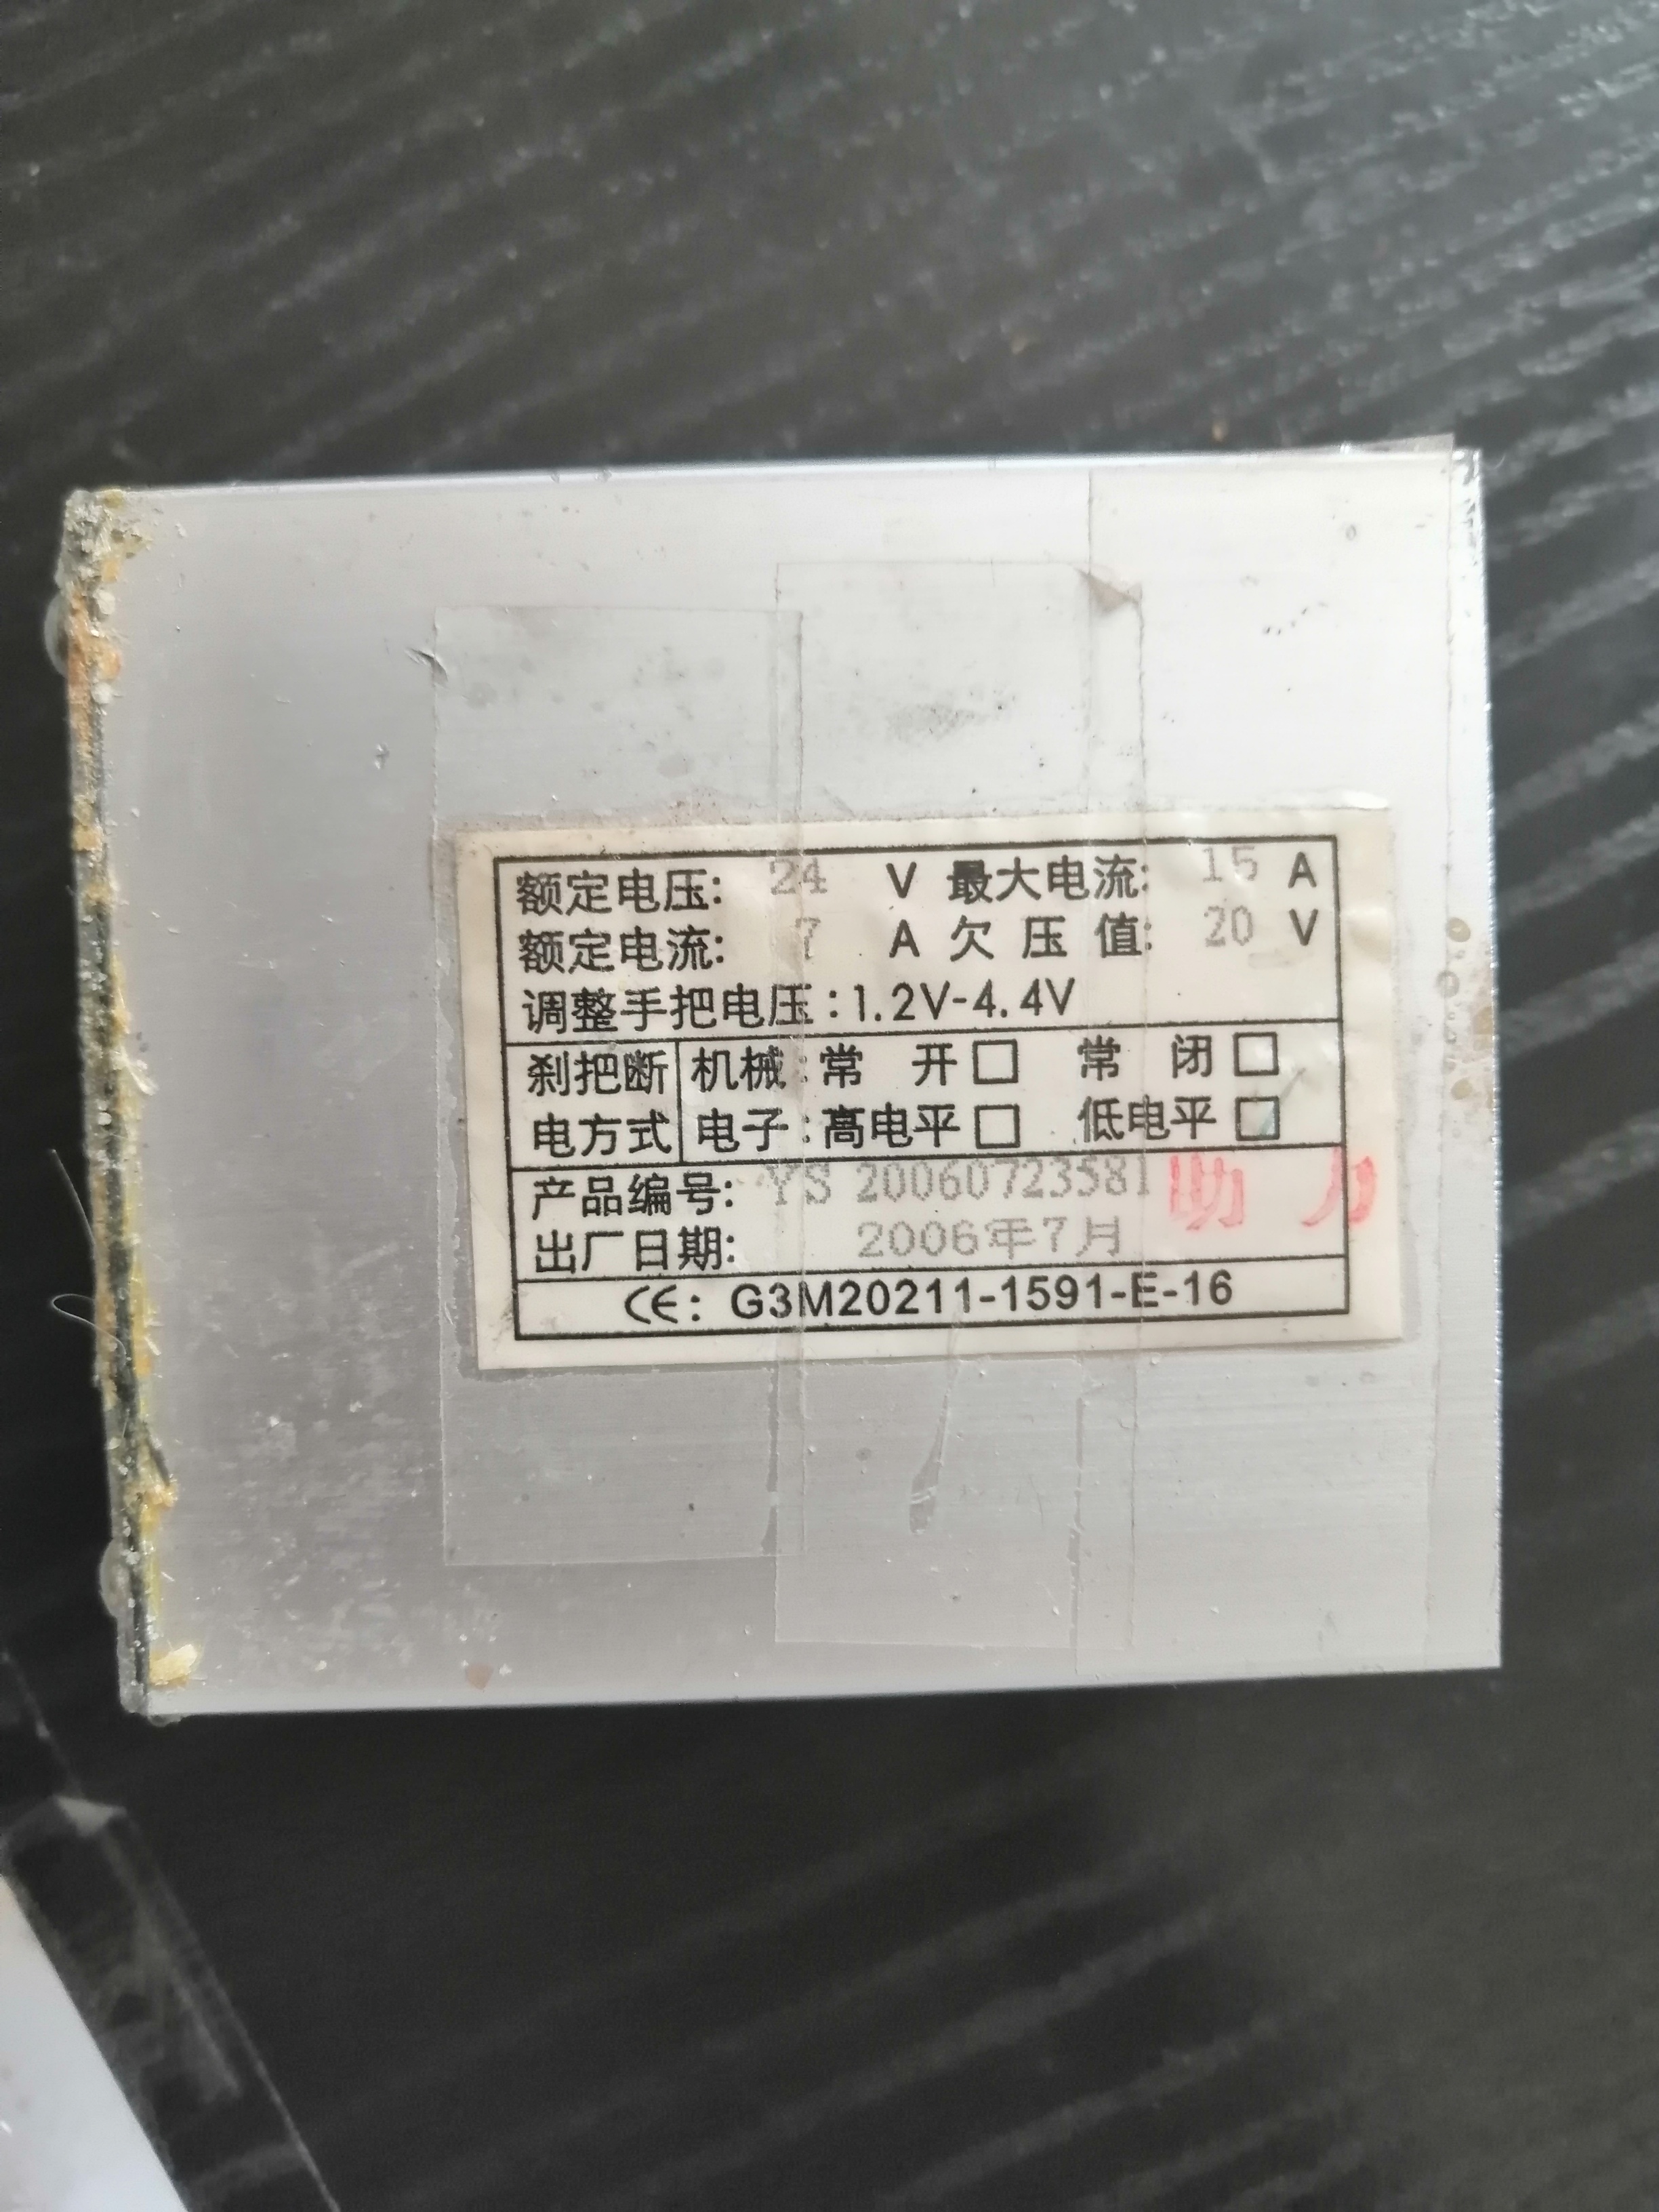 额定电压: 24 V 最大电流: 15 A
额定电流: 7 A 欠压值: 20 V
调整手把电压:1.2V-4.4V
刹把断电方式 机械:常开□ 常闭□
电子:高电平□ 低电平□
产品编号: YS 20060723581 助力
出厂日期: 2006年7月
CE: G3M20211-1591-E-16